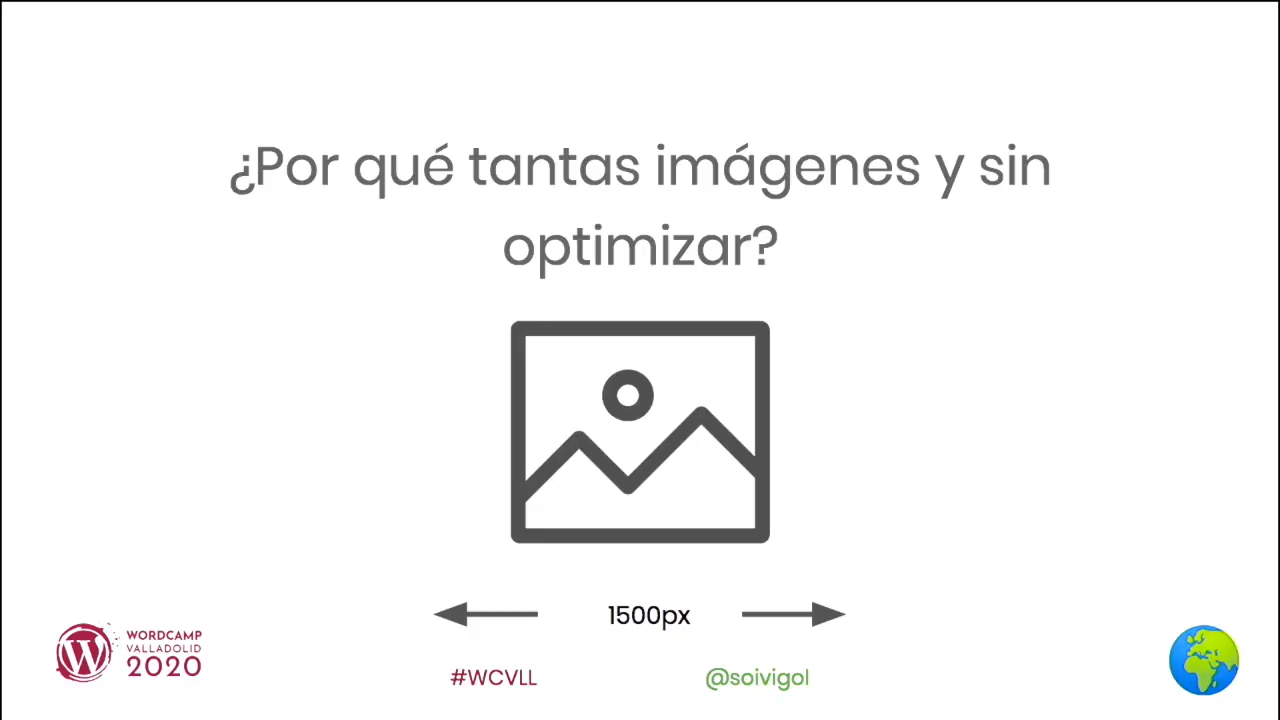 ¿Por qué tantas imágenes y sin
optimizar?
1500px
WORDCAMP
VALLADOLID
2020
#WCVLL
@soivigol